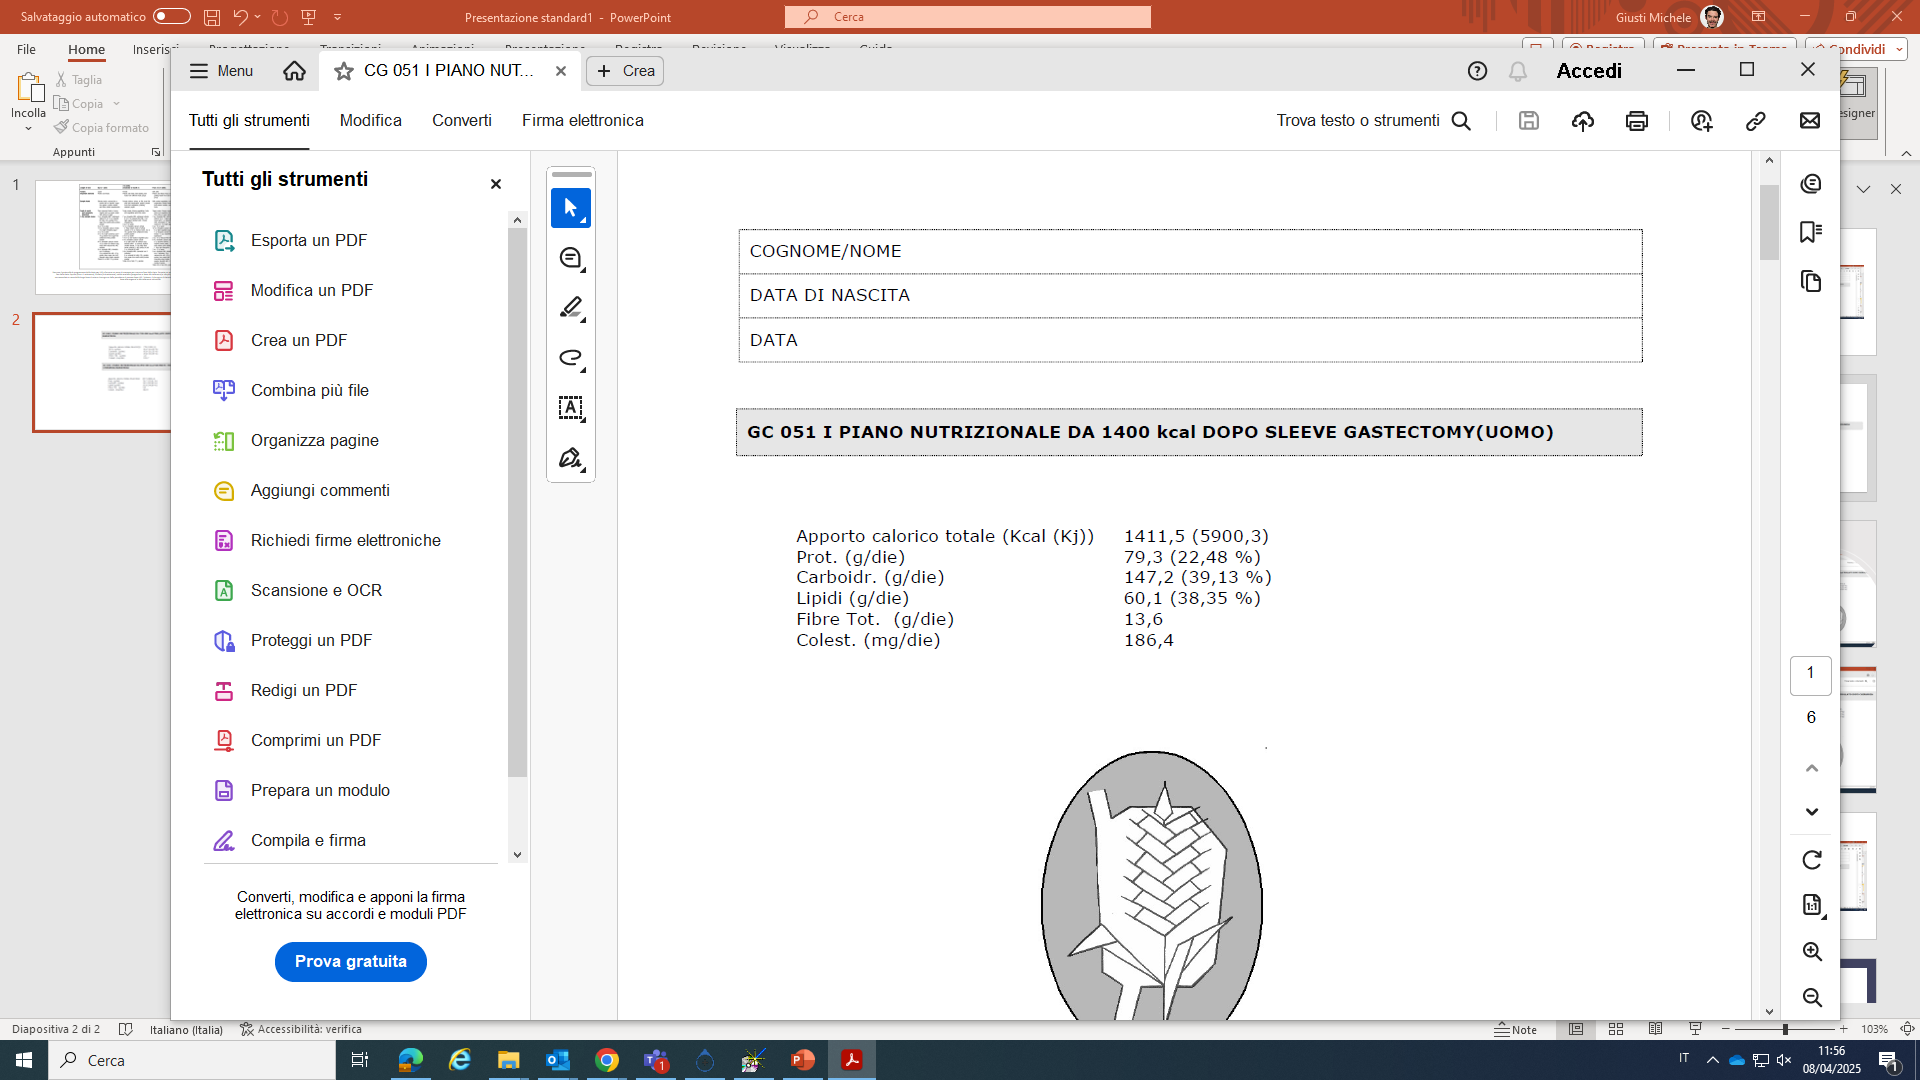 Salvataggio automatico
Presentazione standard1 - PowerPoint
Cerca
Giusti Michele
File
Home
Condividi
Menu
CG 051 I PIANO NUT...
Crea
Accedi
Taglia
Copia
Copia formato
Incolla
Appunti
Tutti gli strumenti
Modifica
Converti
Firma elettronica
Trova testo o strumenti
1
2
Tutti gli strumenti
Esporta un PDF
Modifica un PDF
Crea un PDF
Combina più file
Organizza pagine
Aggiungi commenti
Richiedi firme elettroniche
Scansione e OCR
Proteggi un PDF
Redigi un PDF
Comprimi un PDF
Prepara un modulo
Compila e firma
Converti, modifica e apponi la firma
elettronica su accordi e moduli PDF
Prova gratuita
COGNOME/NOME
DATA DI NASCITA
DATA
GC 051 I PIANO NUTRIZIONALE DA 1400 kcal DOPO SLEEVE GASTECTOMY(UOMO)
Apporto calorico totale (Kcal (Kj)) 1411,5 (5900,3)
Prot. (g/die) 79,3 (22,48 %)
Carboidr. (g/die) 147,2 (39,13 %)
Lipidi (g/die) 60,1 (38,35 %)
Fibre Tot. (g/die) 13,6
Colest. (mg/die) 186,4
1
6
Diapositiva 2 di 2
Italiano (Italia)
Accessibilità: verifica
Note
103%
Cerca
IT
11:56
08/04/2025